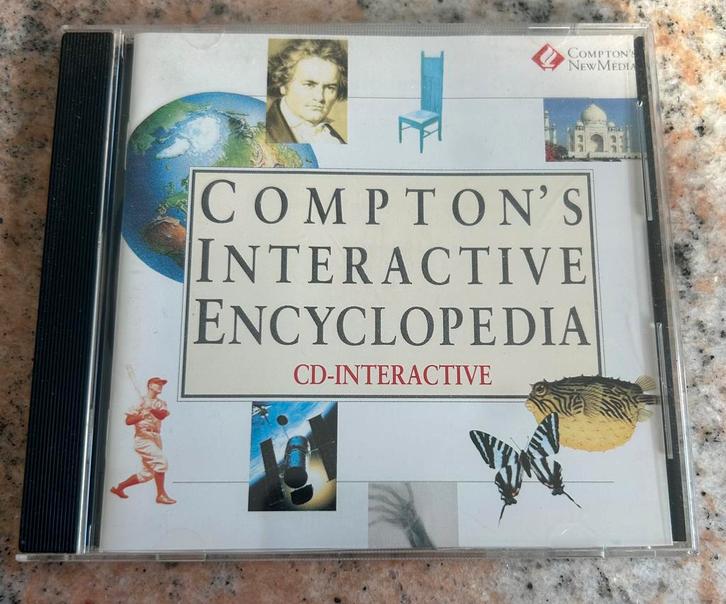 COMPTON'S
NEWMEDIA
COMPTON'S
INTERACTIVE
ENCYCLOPEDIA
CD-INTERACTIVE